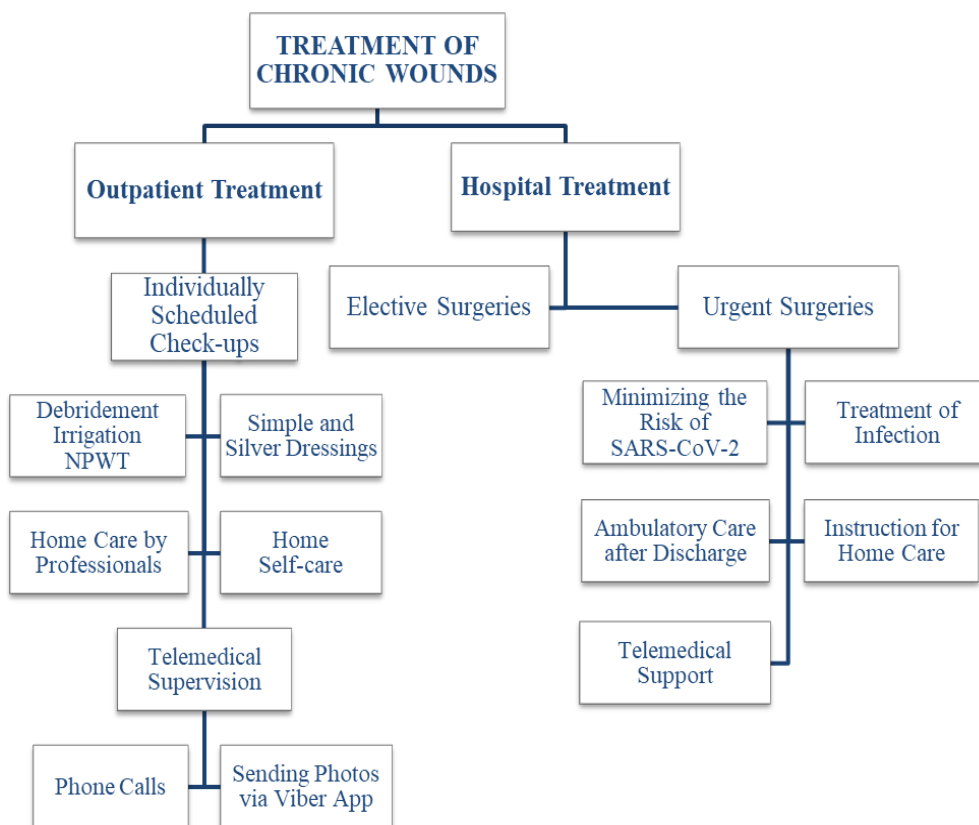 TREATMENT OF
CHRONIC WOUNDS
Outpatient Treatment
Hospital Treatment
Individually
Scheduled
Check-ups
Elective Surgeries
Urgent Surgeries
Debridement
Irrigation
NPWT
Simple and
Silver Dressings
Minimizing the
Risk of
SARS-CoV-2
Treatment of
Infection
Home Care by
Professionals
Home
Self-care
Ambulatory Care
after Discharge
Instruction for
Home Care
Telemedical
Supervision
Telemedical
Support
Phone Calls
Sending Photos
via Viber App